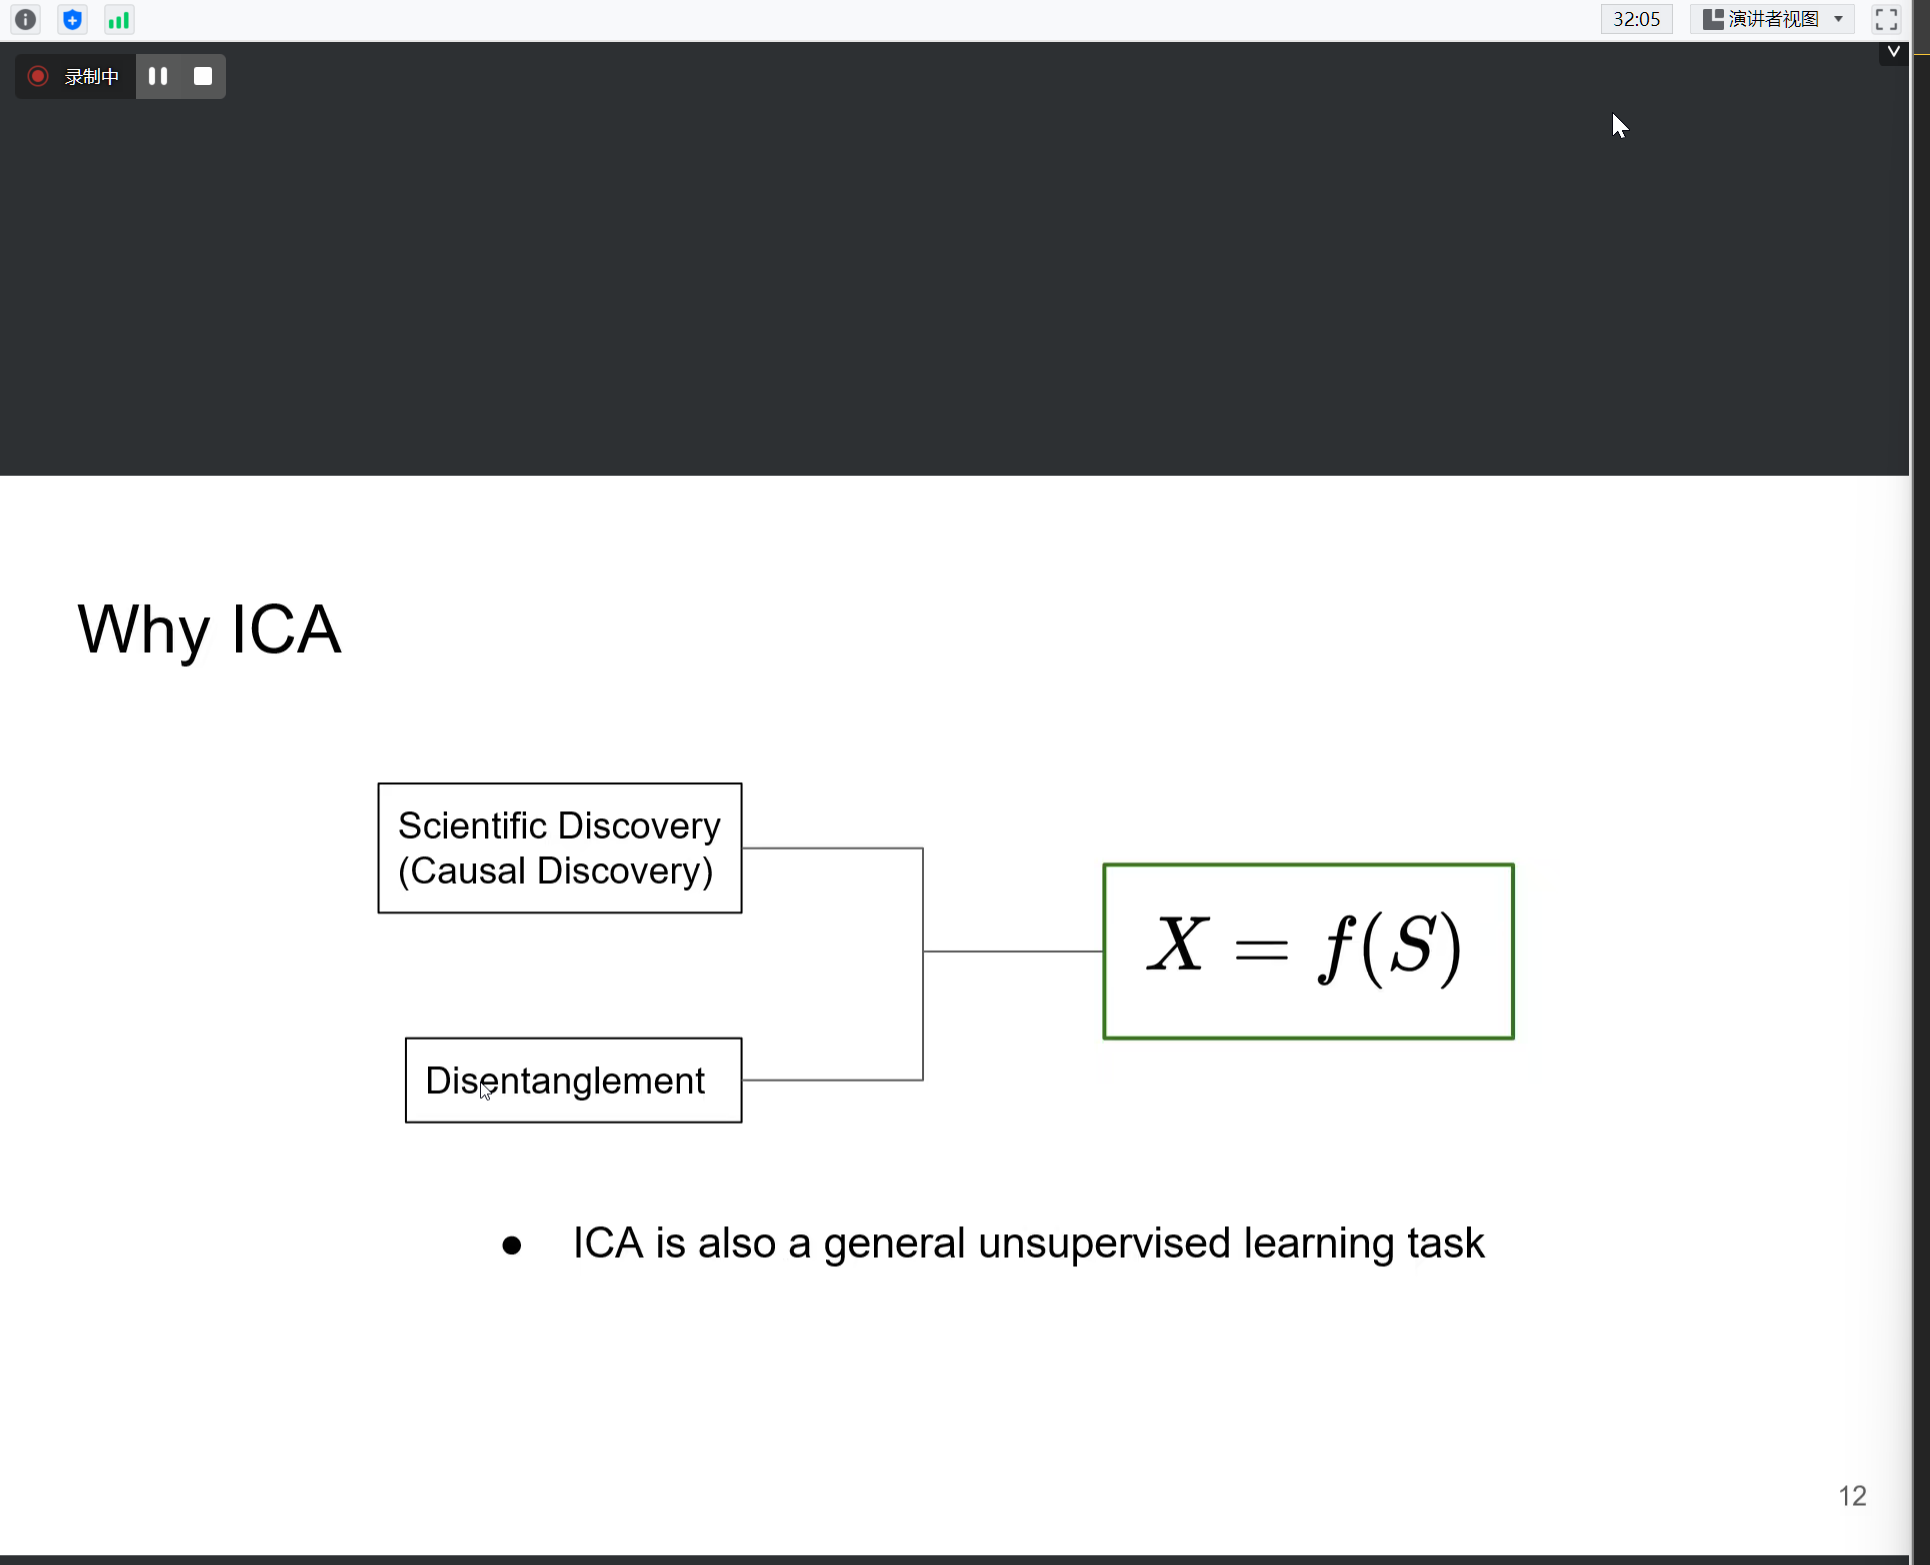 32:05
演讲者视图
录制中
Why ICA
Scientific Discovery
(Causal Discovery)
X = f(S)
Disentanglement
● ICA is also a general unsupervised learning task
12